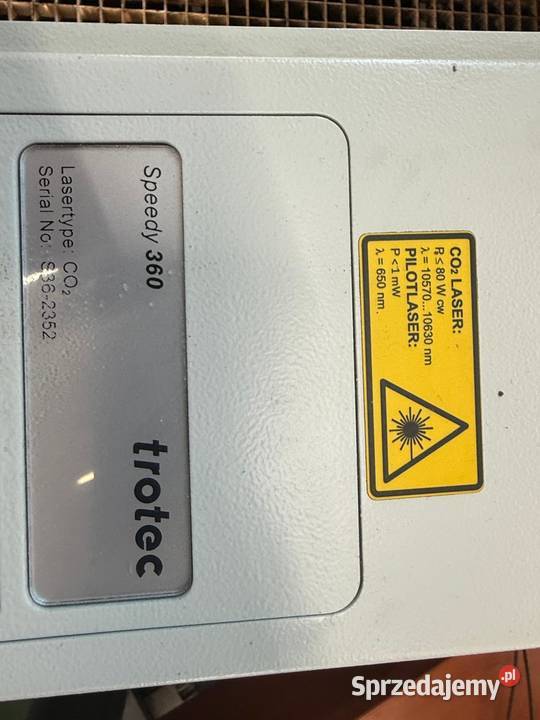 Speedy 360
trotec
Lasertype: CO₂
Serial No.: S36-2352
CO₂ LASER:
P₀ ≤ 80 W cw
λ = 10570...10630 nm
PILOTLASER:
P < 1 mW
λ = 650 nm
Sprzedajemy.pl